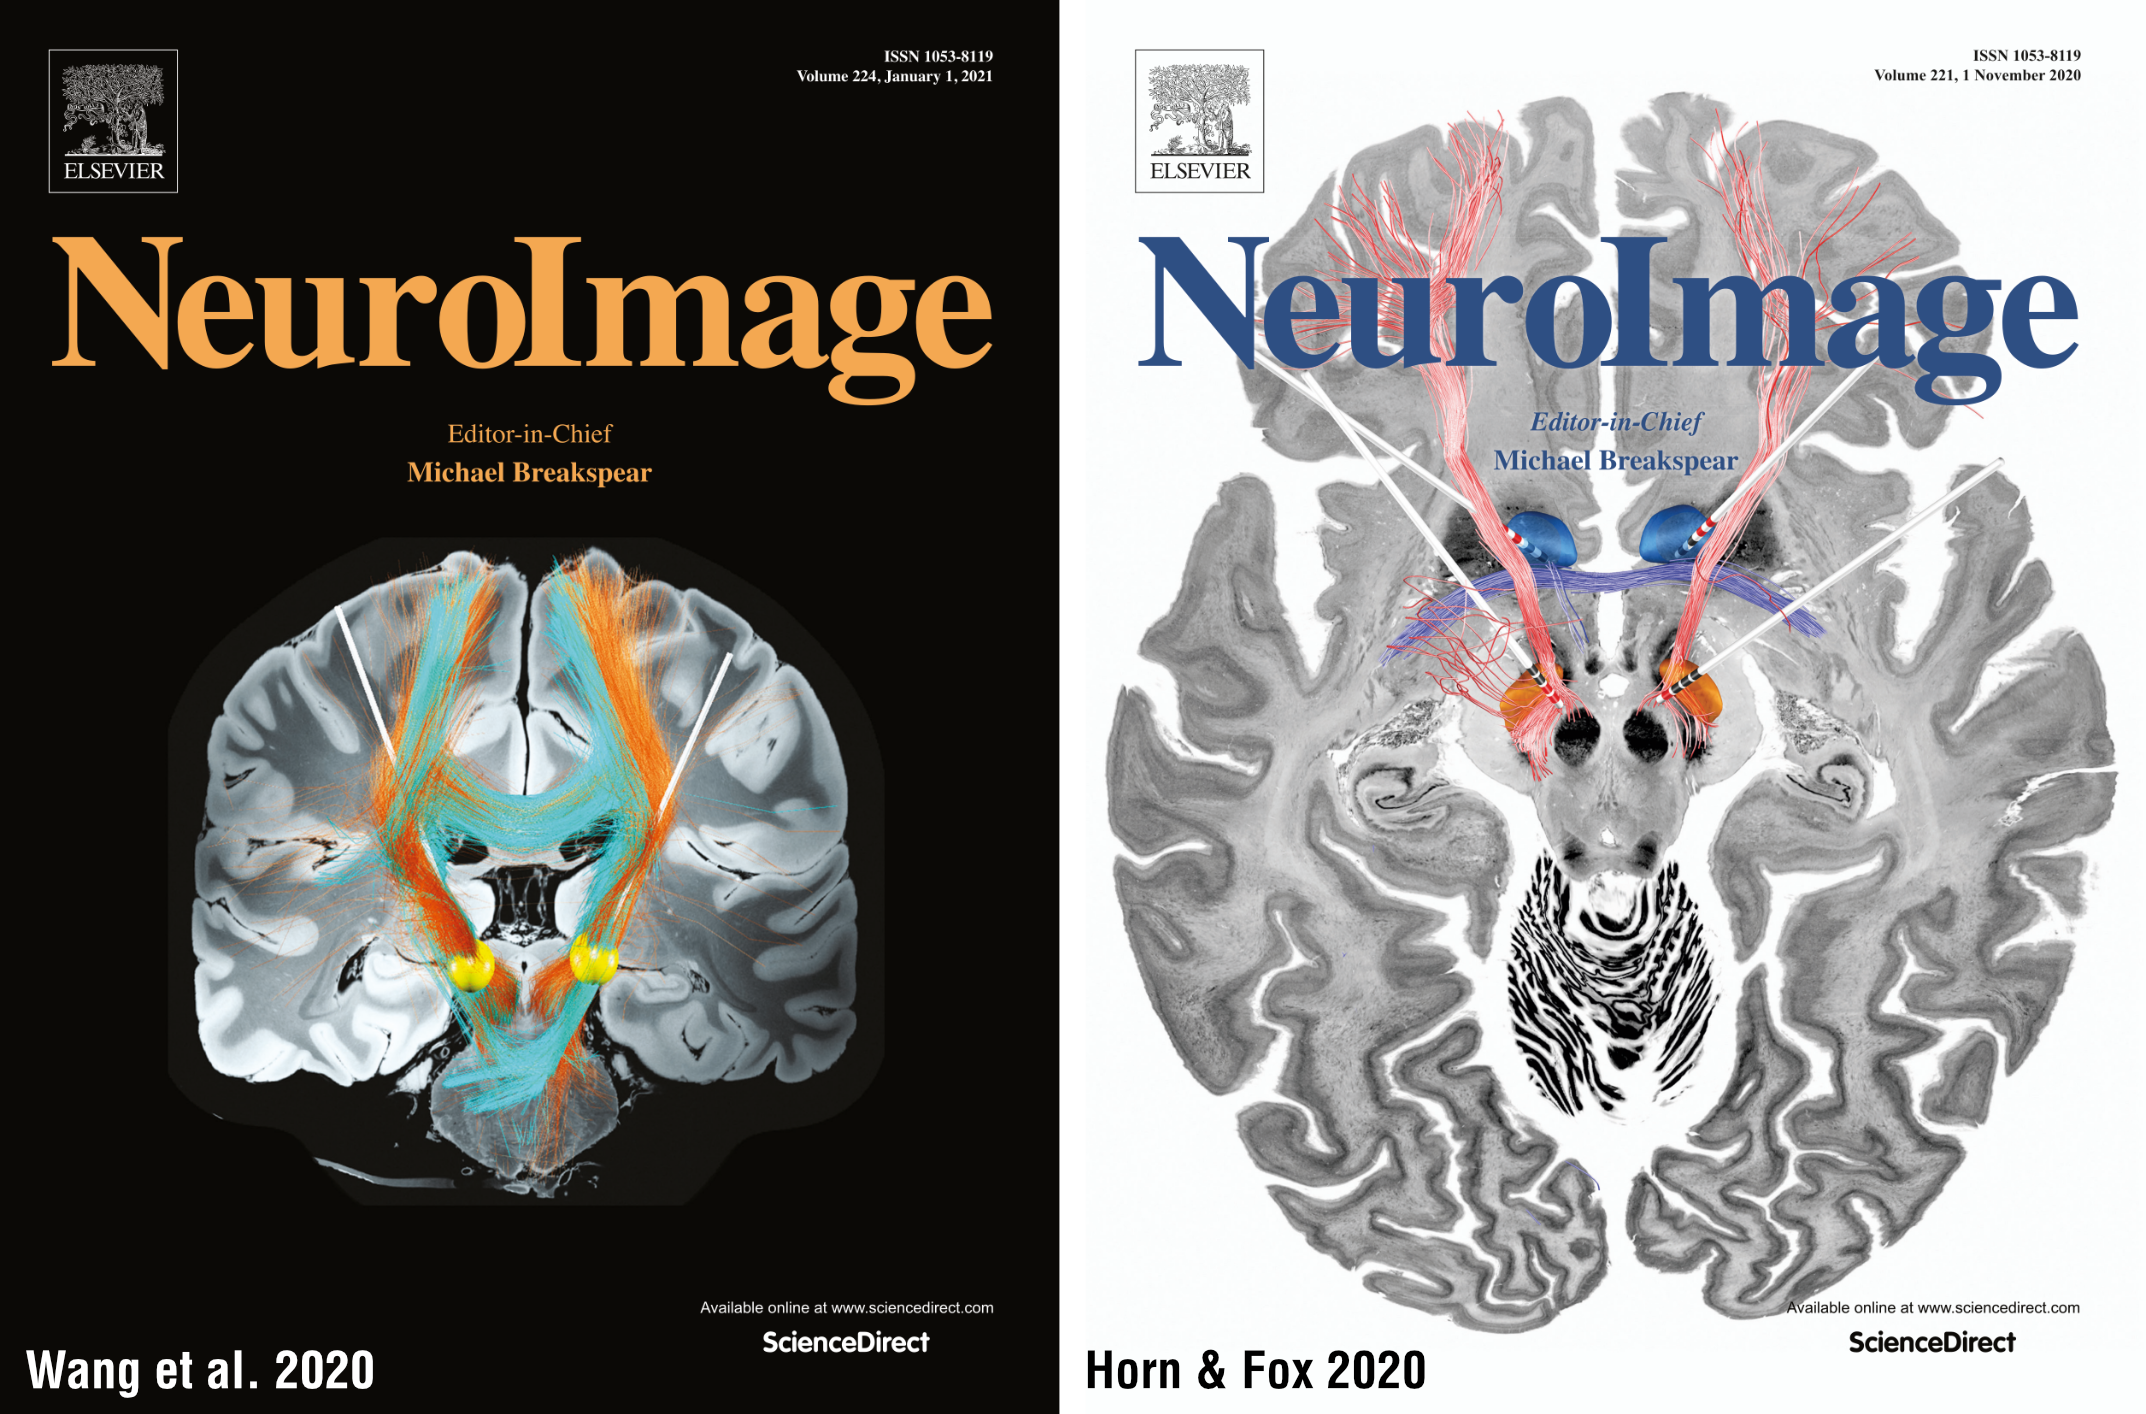 ISSN 1053-8119
Volume 224, January 1, 2021
ELSEVIER
NeuroImage
Editor-in-Chief
Michael Breakspear
Available online at www.sciencedirect.com
ScienceDirect
Wang et al. 2020
ISSN 1053-8119
Volume 221, 1 November 2020
ELSEVIER
NeuroImage
Editor-in-Chief
Michael Breakspear
Available online at www.sciencedirect.com
ScienceDirect
Horn & Fox 2020